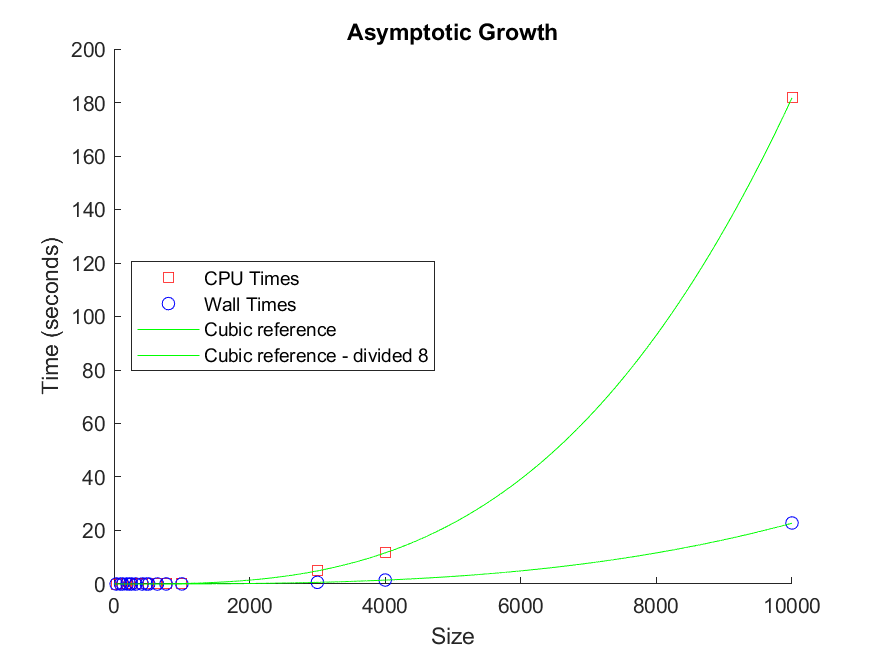 Asymptotic Growth
200
180
160
140
120
100
80
60
40
20
0
Time (seconds)
CPU Times
Wall Times
Cubic reference
Cubic reference - divided 8
0 2000 4000 6000 8000 10000
Size